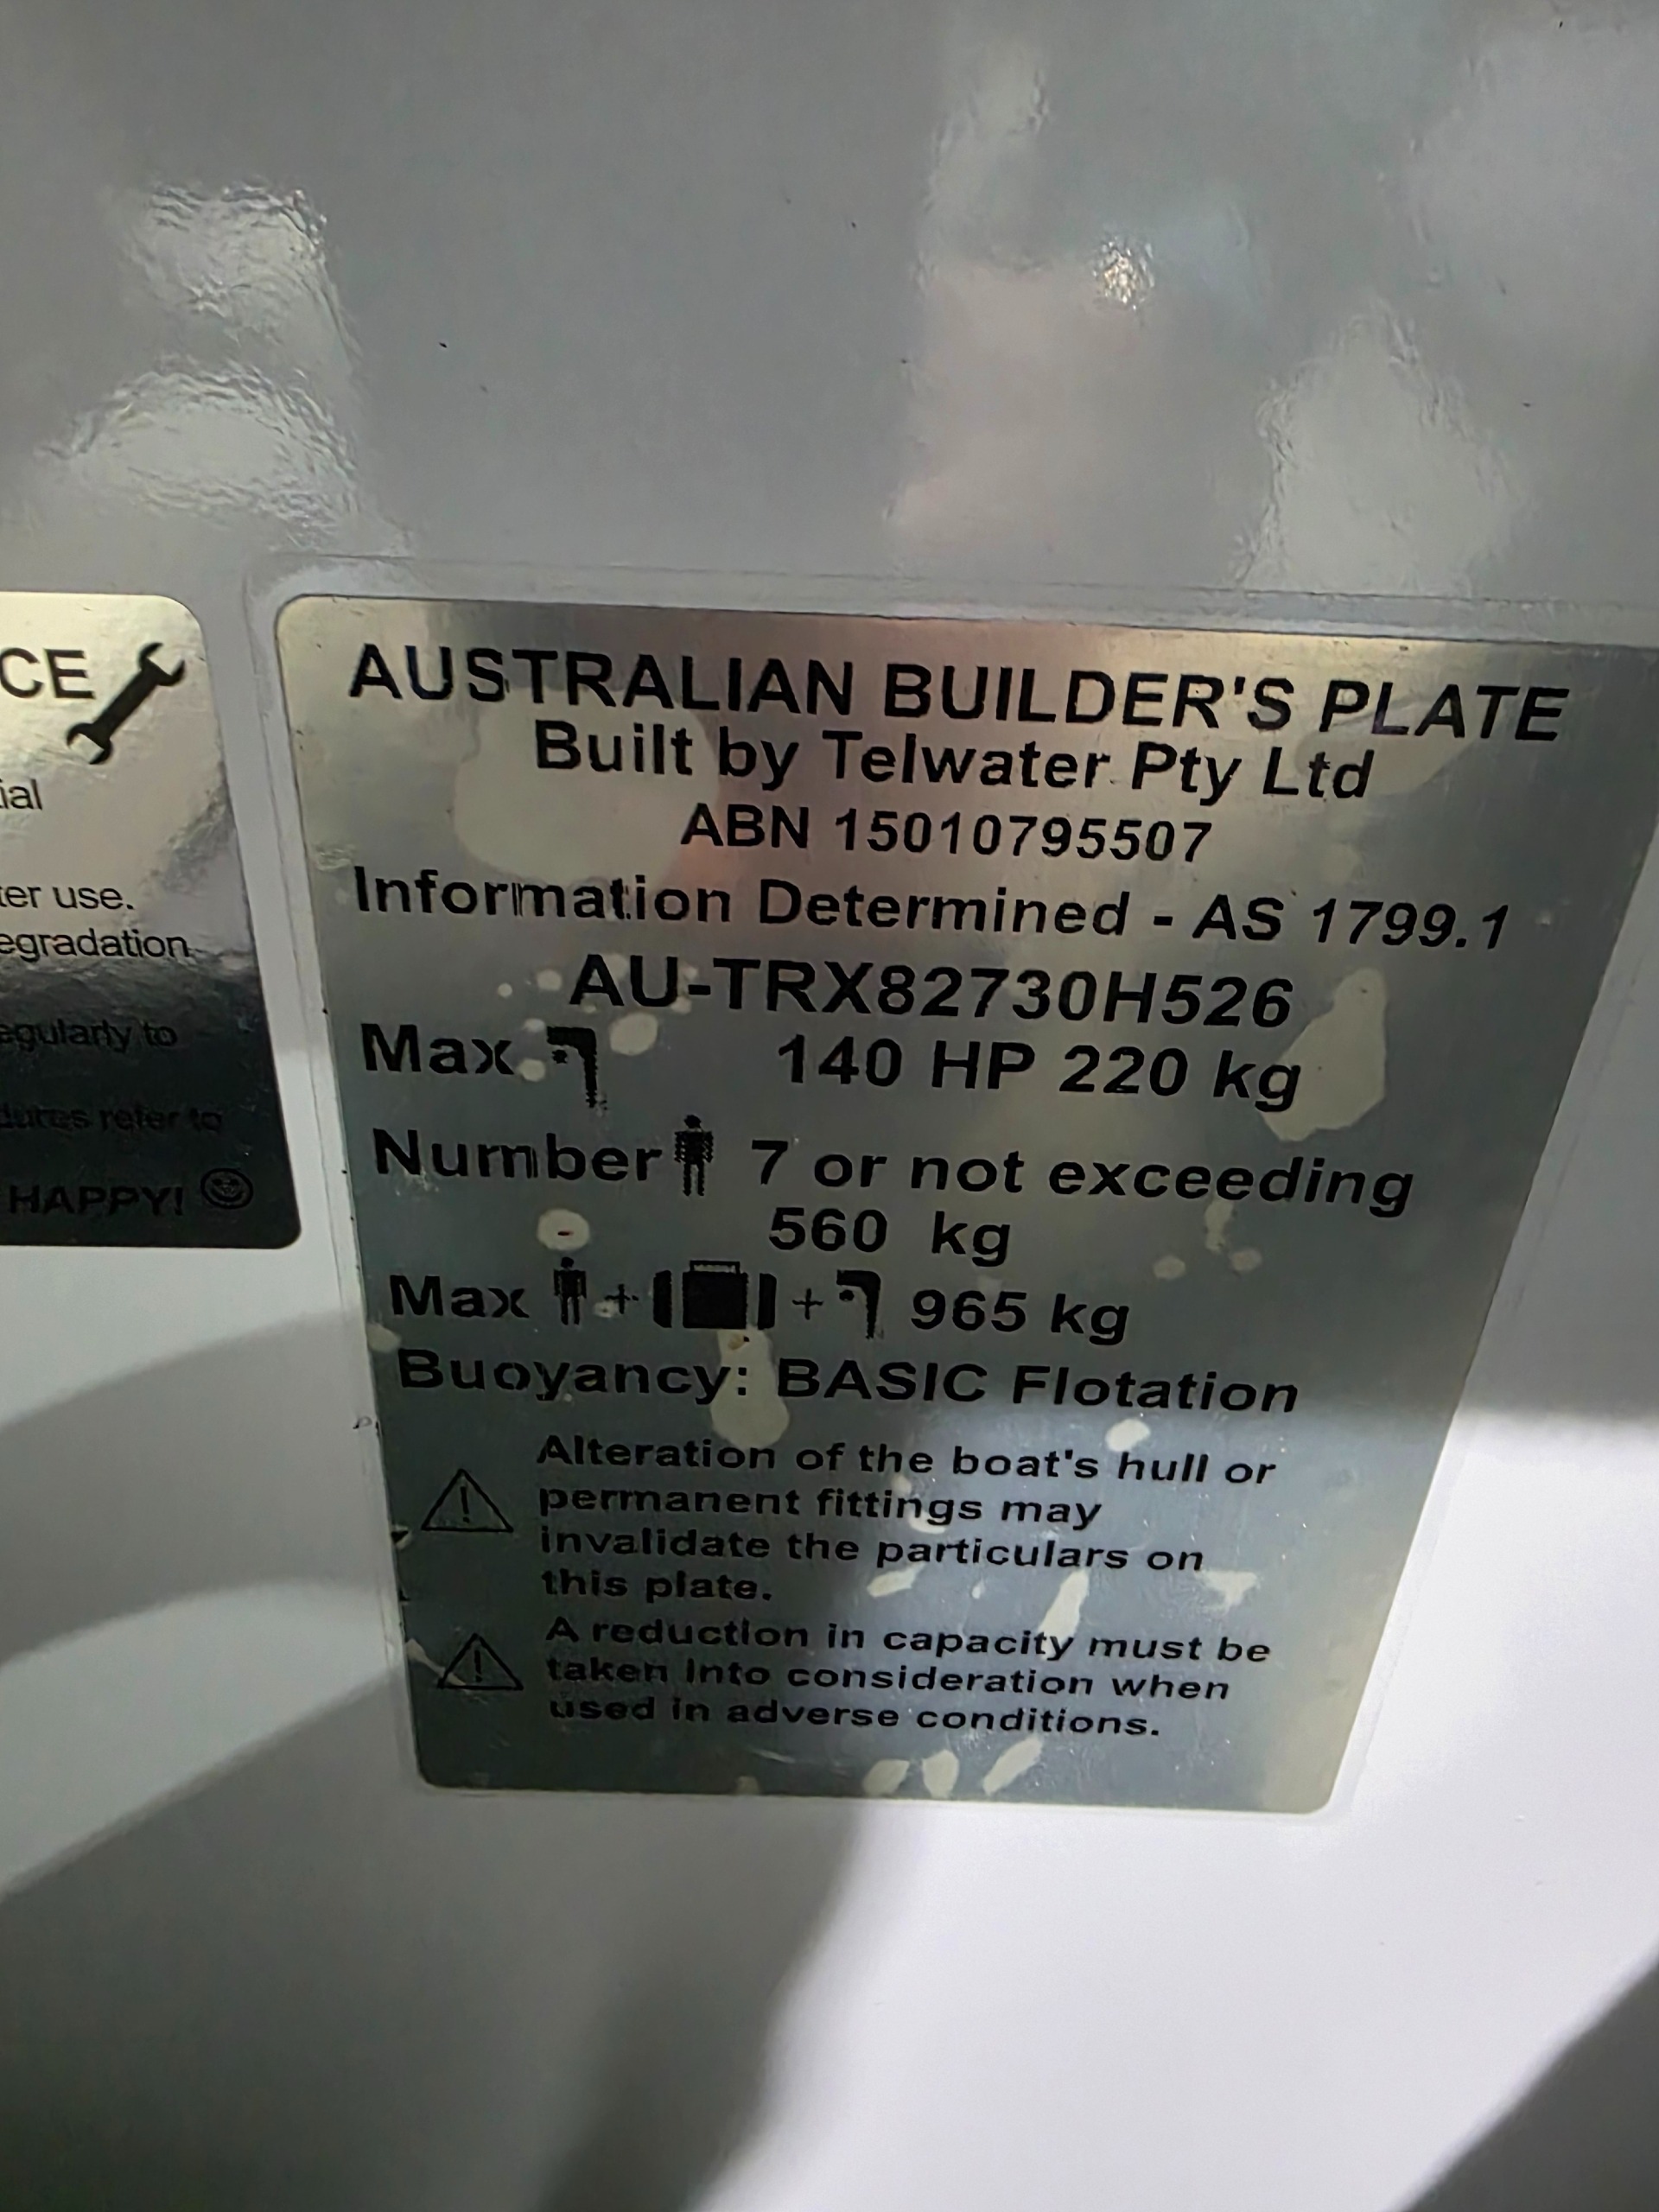 CE
ial
ter use.
egradation
egularly to
dures refer to
HAPPY!
AUSTRALIAN BUILDER'S PLATE
Built by Telwater Pty Ltd
ABN 15010795507
Information Determined - AS 1799.1
AU-TRX82730H526
Max 140 HP 220 kg
Number 7 or not exceeding
560 kg
Max + + 965 kg
Buoyancy: BASIC Flotation
Alteration of the boat's hull or
permanent fittings may
invalidate the particulars on
this plate.
A reduction in capacity must be
taken into consideration when
used in adverse conditions.